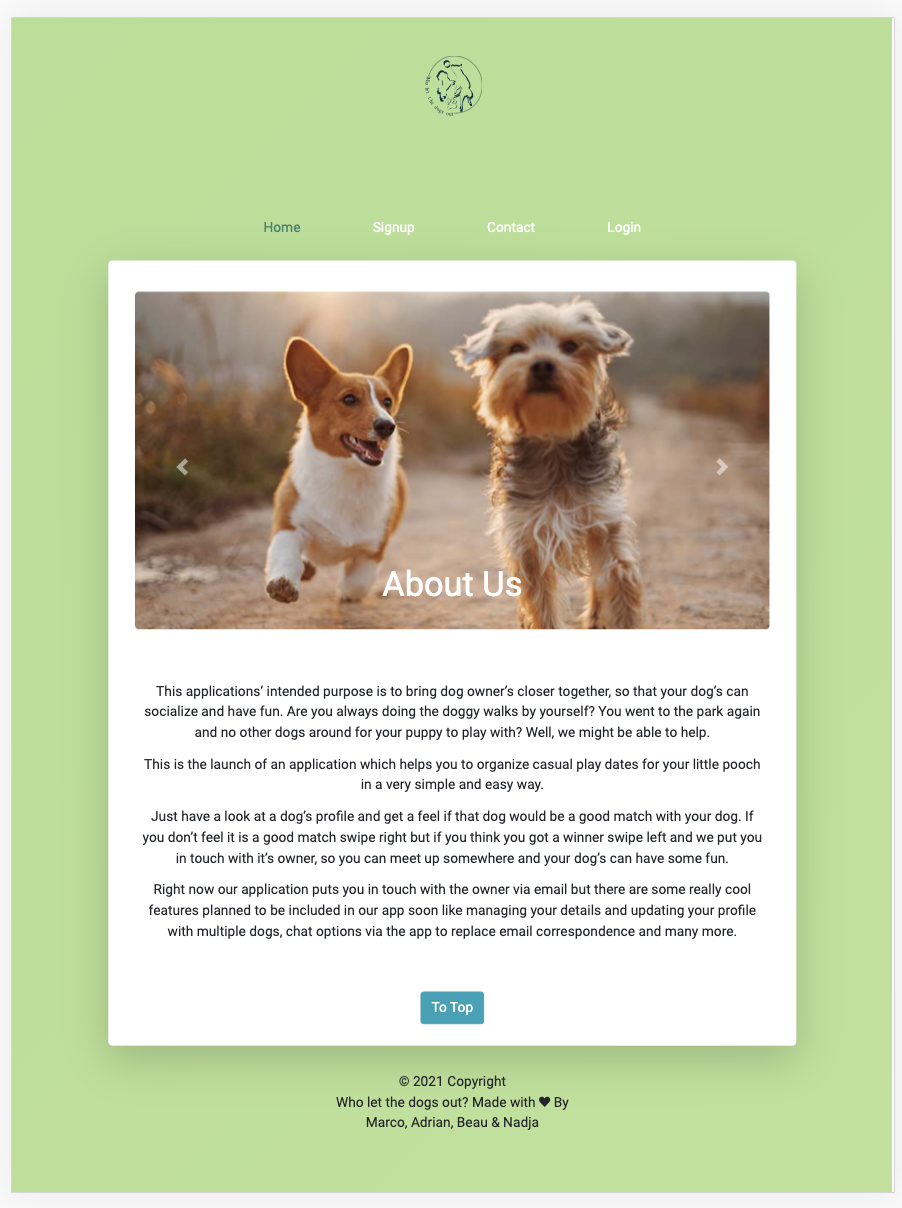 Who let the dogs out
Home
Signup
Contact
Login
About Us
This applications‘ intended purpose is to bring dog owner’s closer together, so that your dog’s can
socialize and have fun. Are you always doing the doggy walks by yourself? You went to the park again
and no other dogs around for your puppy to play with? Well, we might be able to help.
This is the launch of an application which helps you to organize casual play dates for your little pooch
in a very simple and easy way.
Just have a look at a dog’s profile and get a feel if that dog would be a good match with your dog. If
you don’t feel it is a good match swipe right but if you think you got a winner swipe left and we put you
in touch with it’s owner, so you can meet up somewhere and your dog’s can have some fun.
Right now our application puts you in touch with the owner via email but there are some really cool
features planned to be included in our app soon like managing your details and updating your profile
with multiple dogs, chat options via the app to replace email correspondence and many more.
To Top
© 2021 Copyright
Who let the dogs out? Made with ♥ By
Marco, Adrian, Beau & Nadja